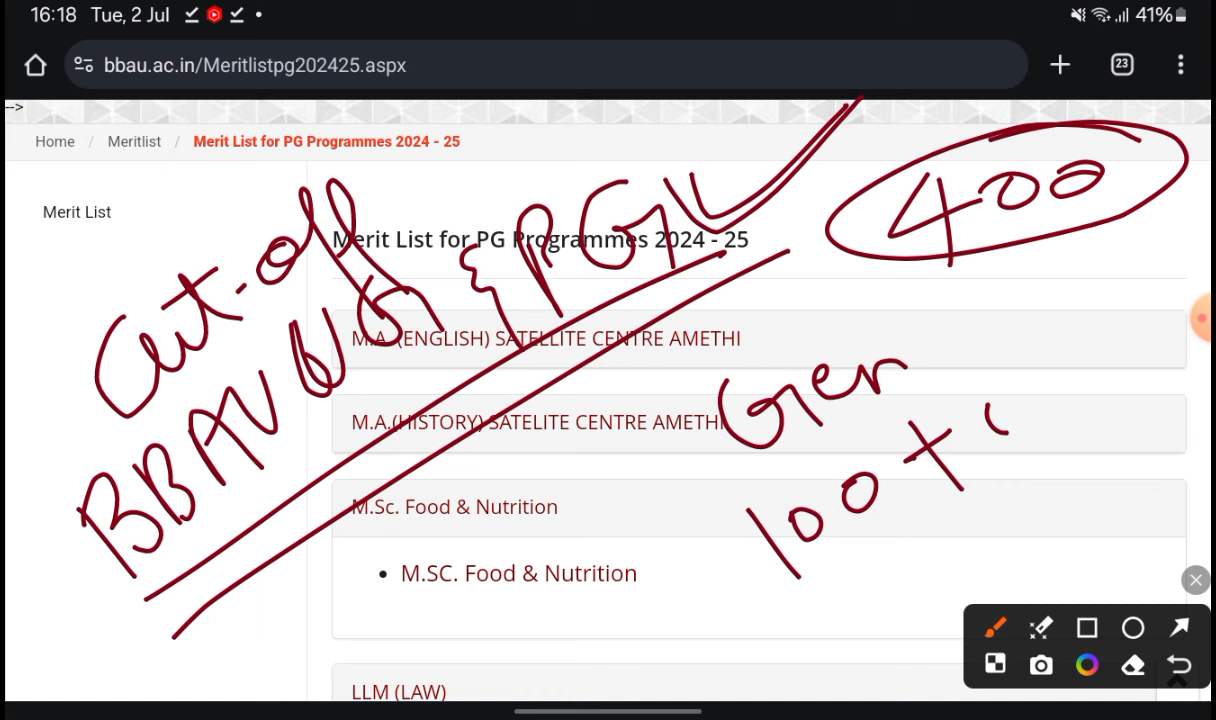 16:18 Tue, 2 Jul
41%
bbau.ac.in/Meritlistpg202425.aspx
23
-->
Home / Meritlist / Merit List for PG Programmes 2024 - 25
400
Merit List
Merit List for PG Programmes 2024 - 25
Cut-off
BBAU
PG
M.A. (ENGLISH) SATELLITE CENTRE AMETHI
Gen
M.A.(HISTORY) SATELITE CENTRE AMETHI
100+
M.Sc. Food & Nutrition
• M.SC. Food & Nutrition
LLM (LAW)